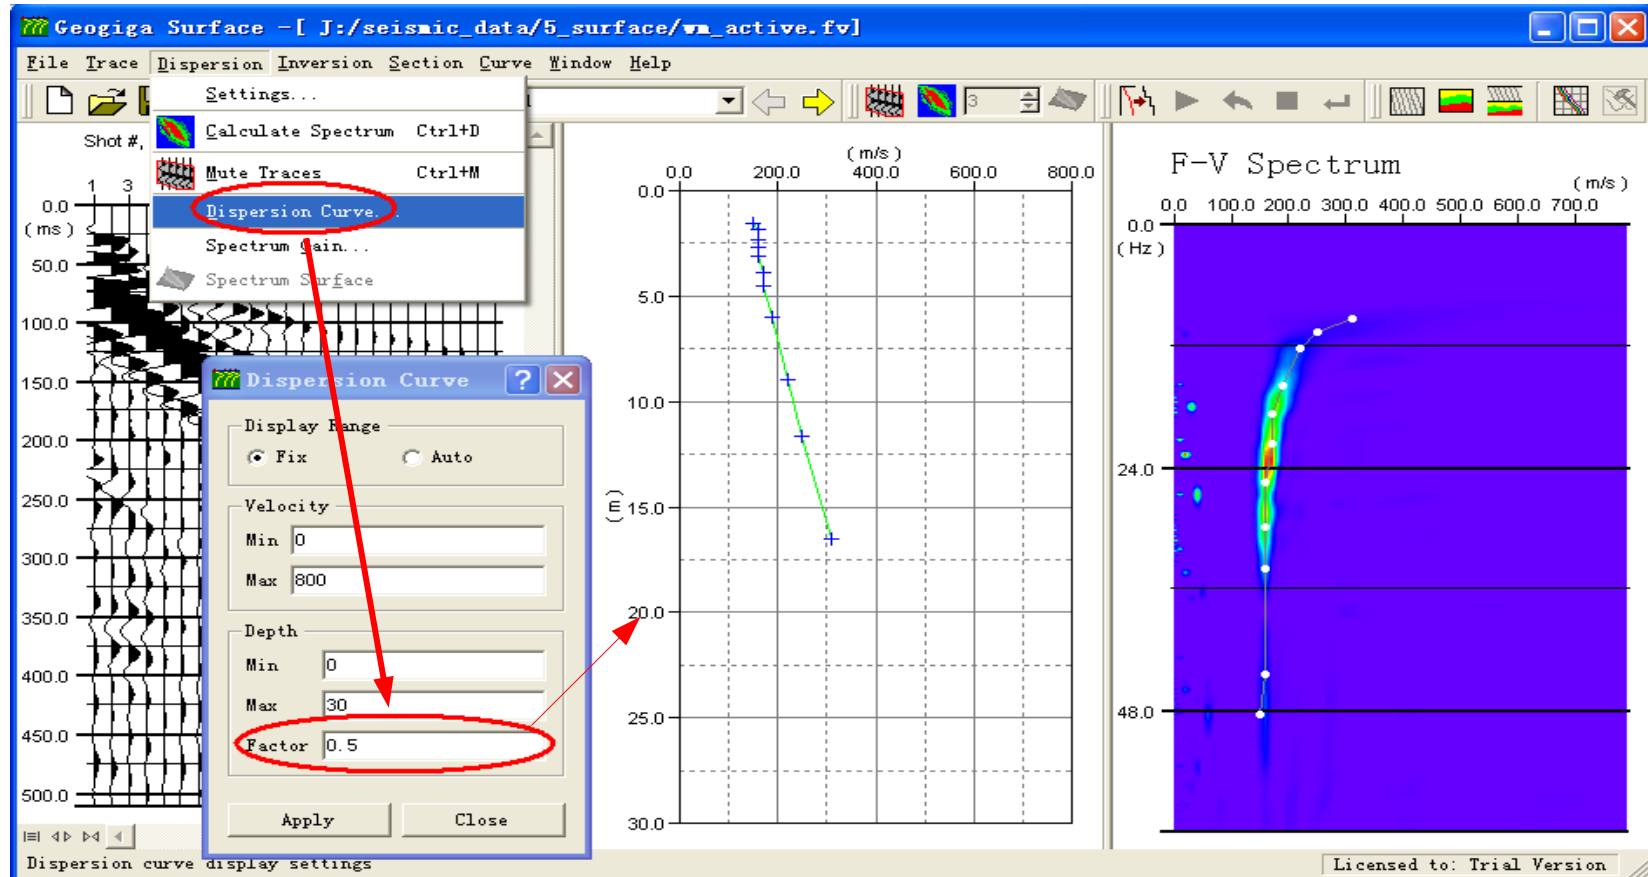 Geogiga Surface -[ J:/seismic_data/5_surface/wm_active.fv]
File Trace Dispersion Inversion Section Curve Window Help
Settings...
Calculate Spectrum Ctrl+D
Mute Traces Ctrl+M
Dispersion Curve...
Spectrum Gain...
Spectrum Surface
3
Shot #,
1 3
0.0
(ms)
50.0
100.0
150.0
200.0
250.0
300.0
350.0
400.0
450.0
500.0
Dispersion Curve
Display Range
Fix Auto
Velocity
Min 0
Max 800
Depth
Min 0
Max 30
Factor 0.5
Apply Close
(m/s)
0.0 200.0 400.0 600.0 800.0
0.0
5.0
10.0
(m) 15.0
20.0
25.0
30.0
F-V Spectrum
(m/s)
0.0 100.0 200.0 300.0 400.0 500.0 600.0 700.0
0.0
(Hz)
24.0
48.0
Dispersion curve display settings
Licensed to: Trial Version